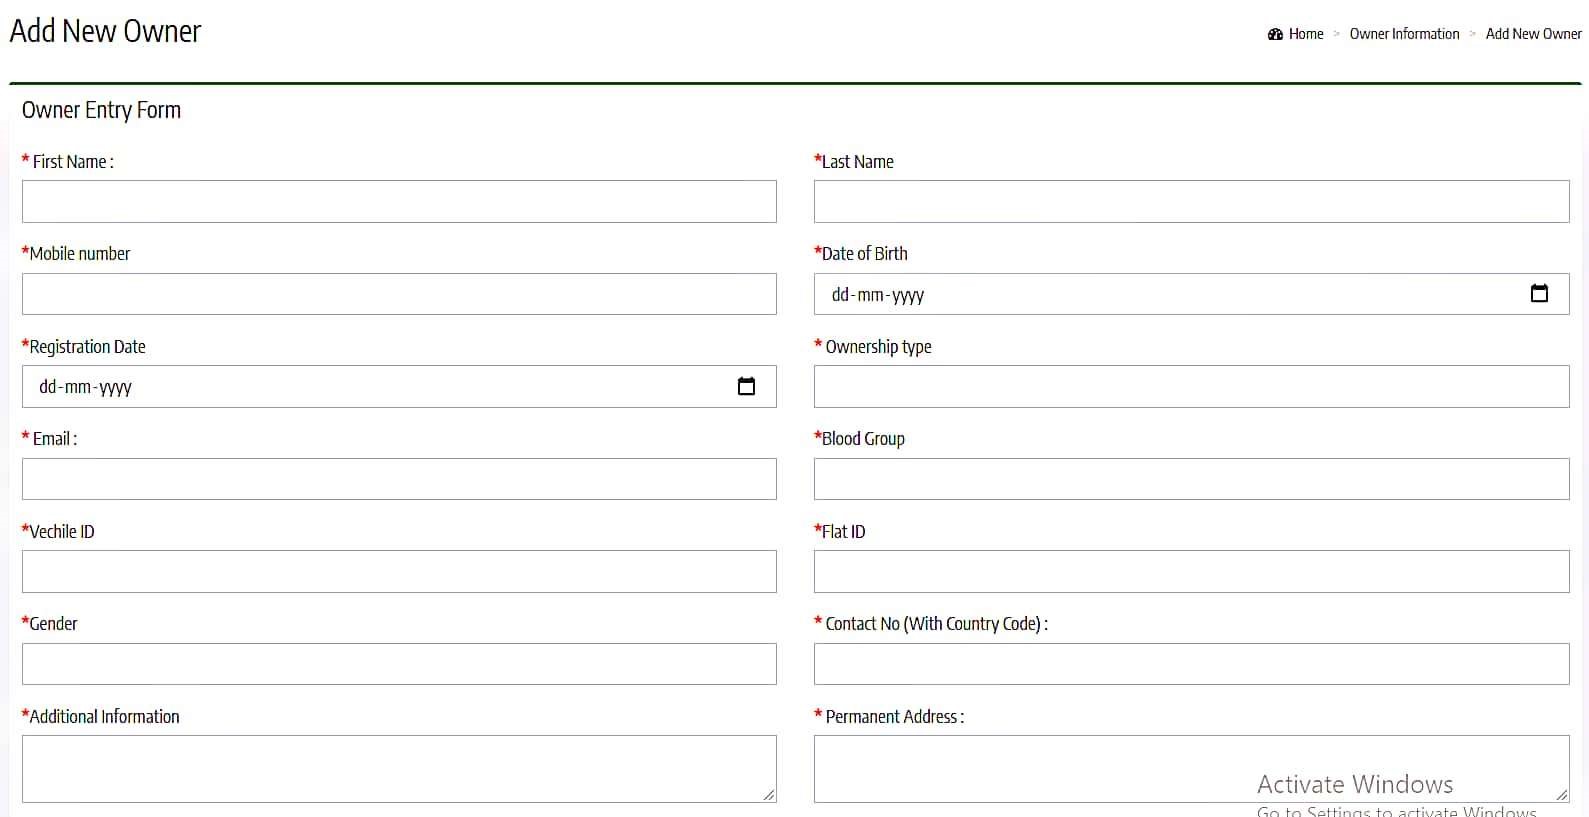 Add New Owner
Home > Owner Information > Add New Owner
Owner Entry Form
* First Name :
*Last Name
*Mobile number
*Date of Birth
dd-mm-yyyy
*Registration Date
* Ownership type
dd-mm-yyyy
* Email :
*Blood Group
*Vechile ID
*Flat ID
*Gender
* Contact No (With Country Code) :
*Additional Information
* Permanent Address :
Activate Windows
Go to Settings to activate Windows.